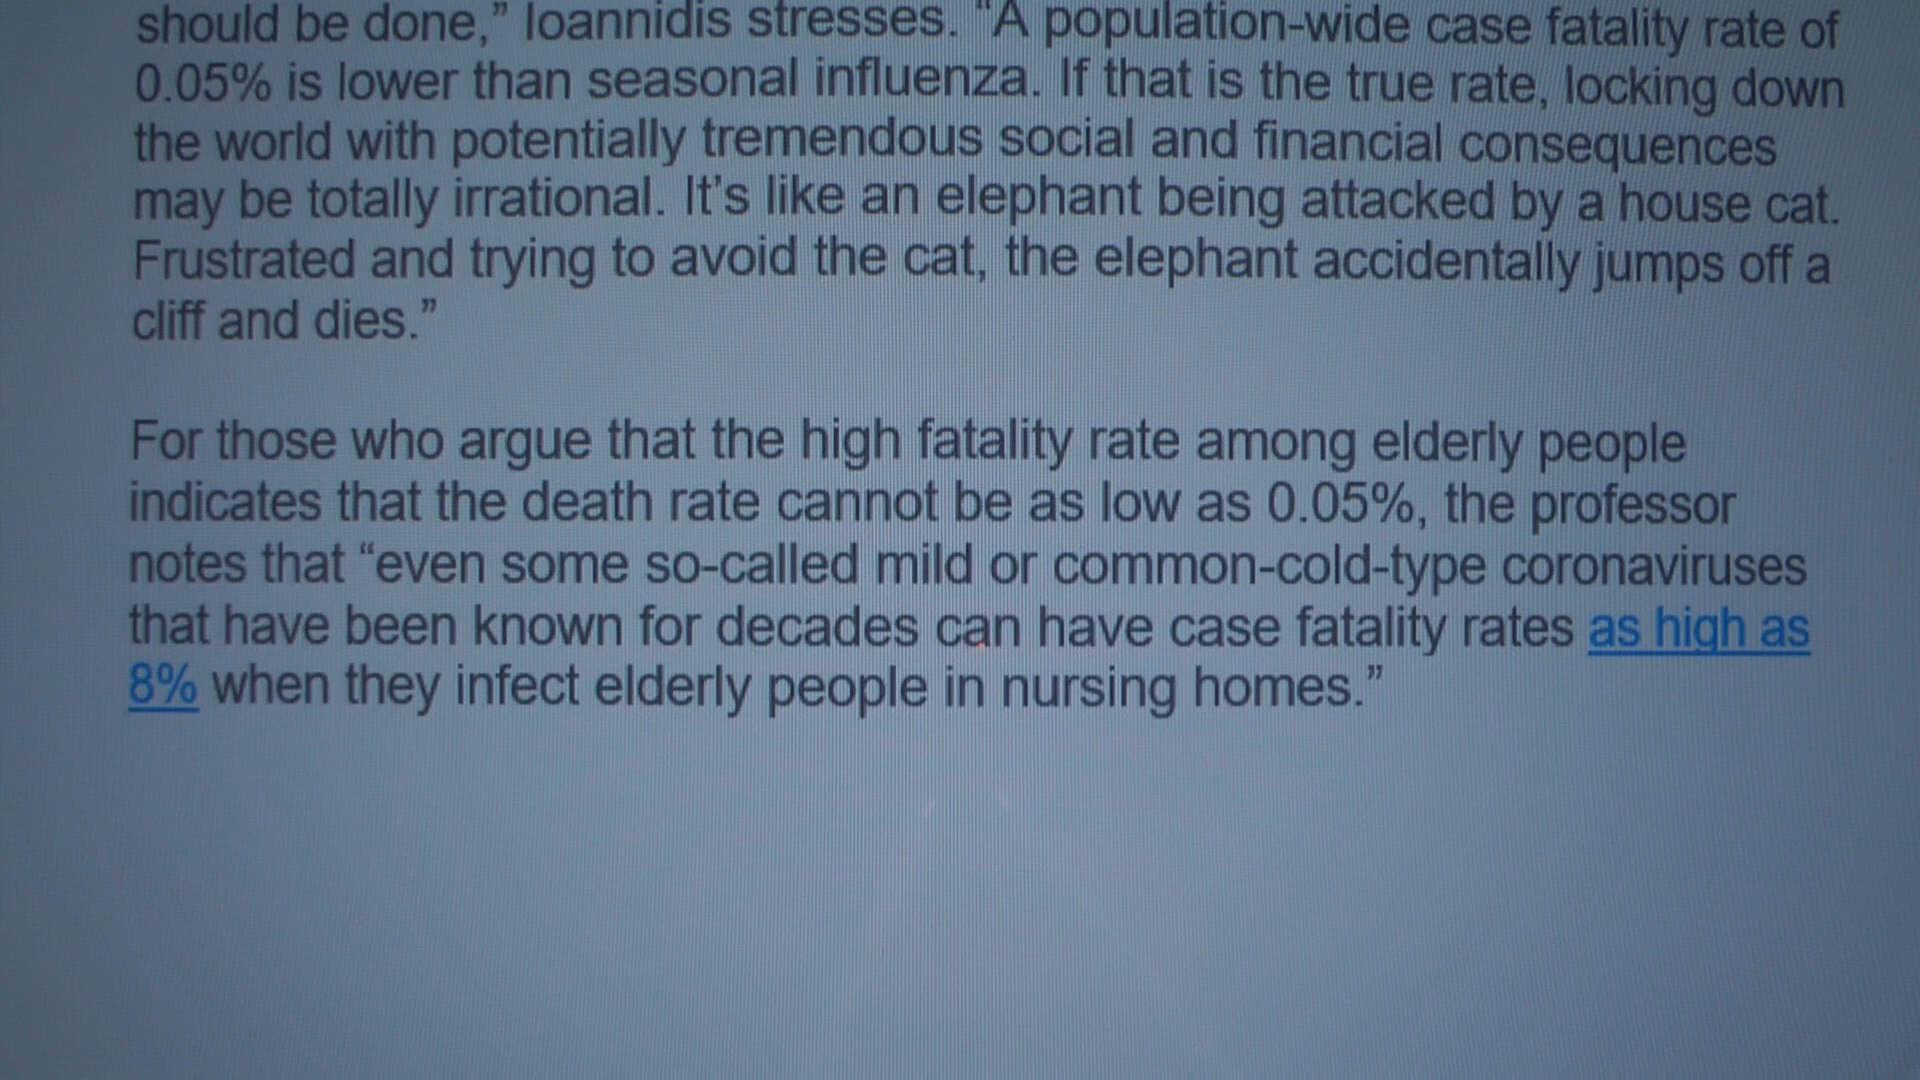 should be done,” Ioannidis stresses. “A population-wide case fatality rate of
0.05% is lower than seasonal influenza. If that is the true rate, locking down
the world with potentially tremendous social and financial consequences
may be totally irrational. It’s like an elephant being attacked by a house cat.
Frustrated and trying to avoid the cat, the elephant accidentally jumps off a
cliff and dies.”
For those who argue that the high fatality rate among elderly people
indicates that the death rate cannot be as low as 0.05%, the professor
notes that “even some so-called mild or common-cold-type coronaviruses
that have been known for decades can have case fatality rates as high as
8% when they infect elderly people in nursing homes.”